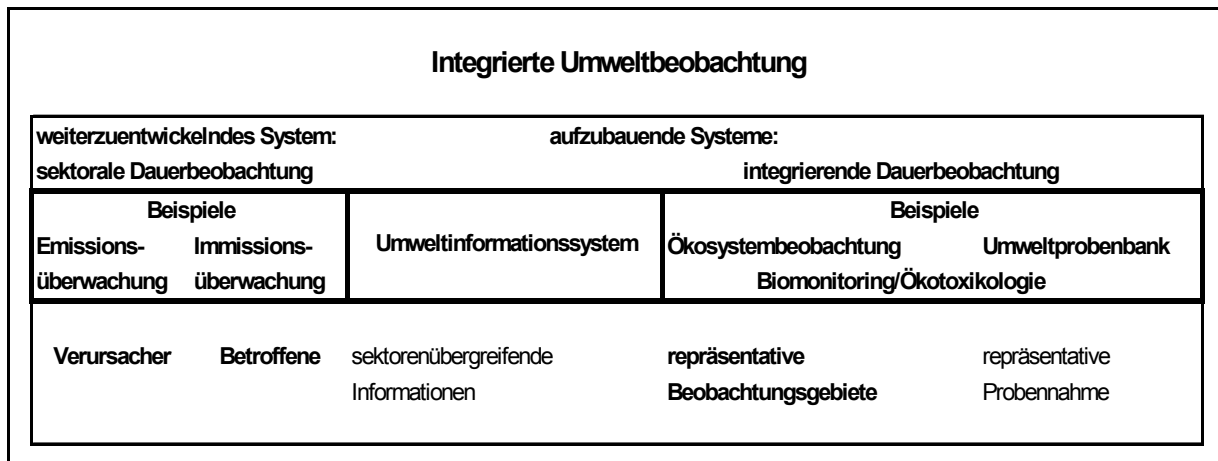 Integrierte Umweltbeobachtung
weiterzuentwickelndes System: aufzubauende Systeme:
sektorale Dauerbeobachtung integrierende Dauerbeobachtung
Beispiele Beispiele
Emissions- Immissions- Umweltinformationssystem Ökosystembeobachtung Umweltprobenbank
überwachung überwachung Biomonitoring/Ökotoxikologie
Verursacher Betroffene sektorenübergreifende repräsentative repräsentative
Informationen Beobachtungsgebiete Probennahme